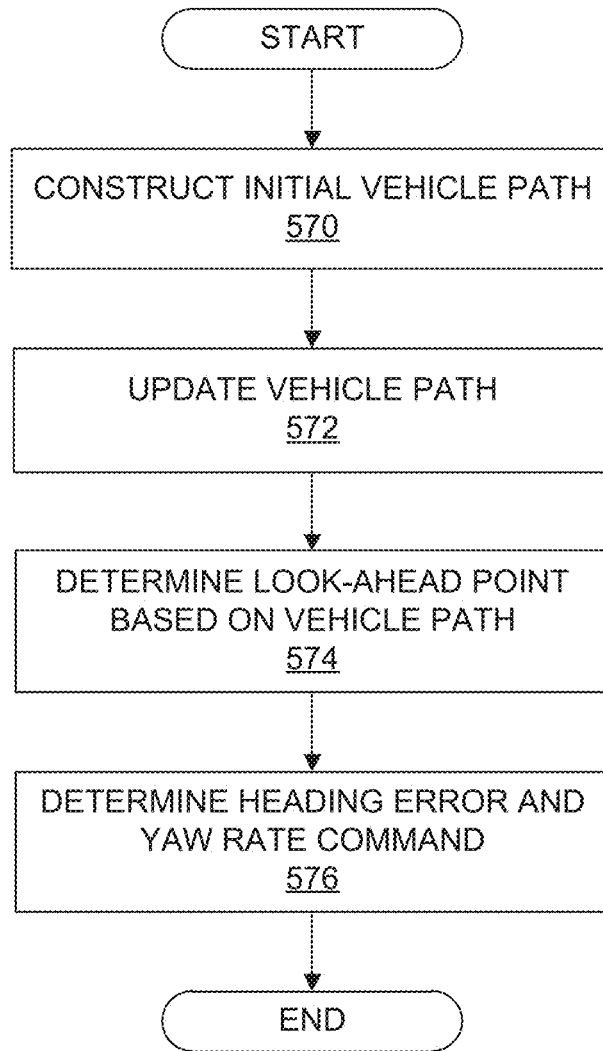 START
CONSTRUCT INITIAL VEHICLE PATH
570
UPDATE VEHICLE PATH
572
DETERMINE LOOK-AHEAD POINT
BASED ON VEHICLE PATH
574
DETERMINE HEADING ERROR AND
YAW RATE COMMAND
576
END